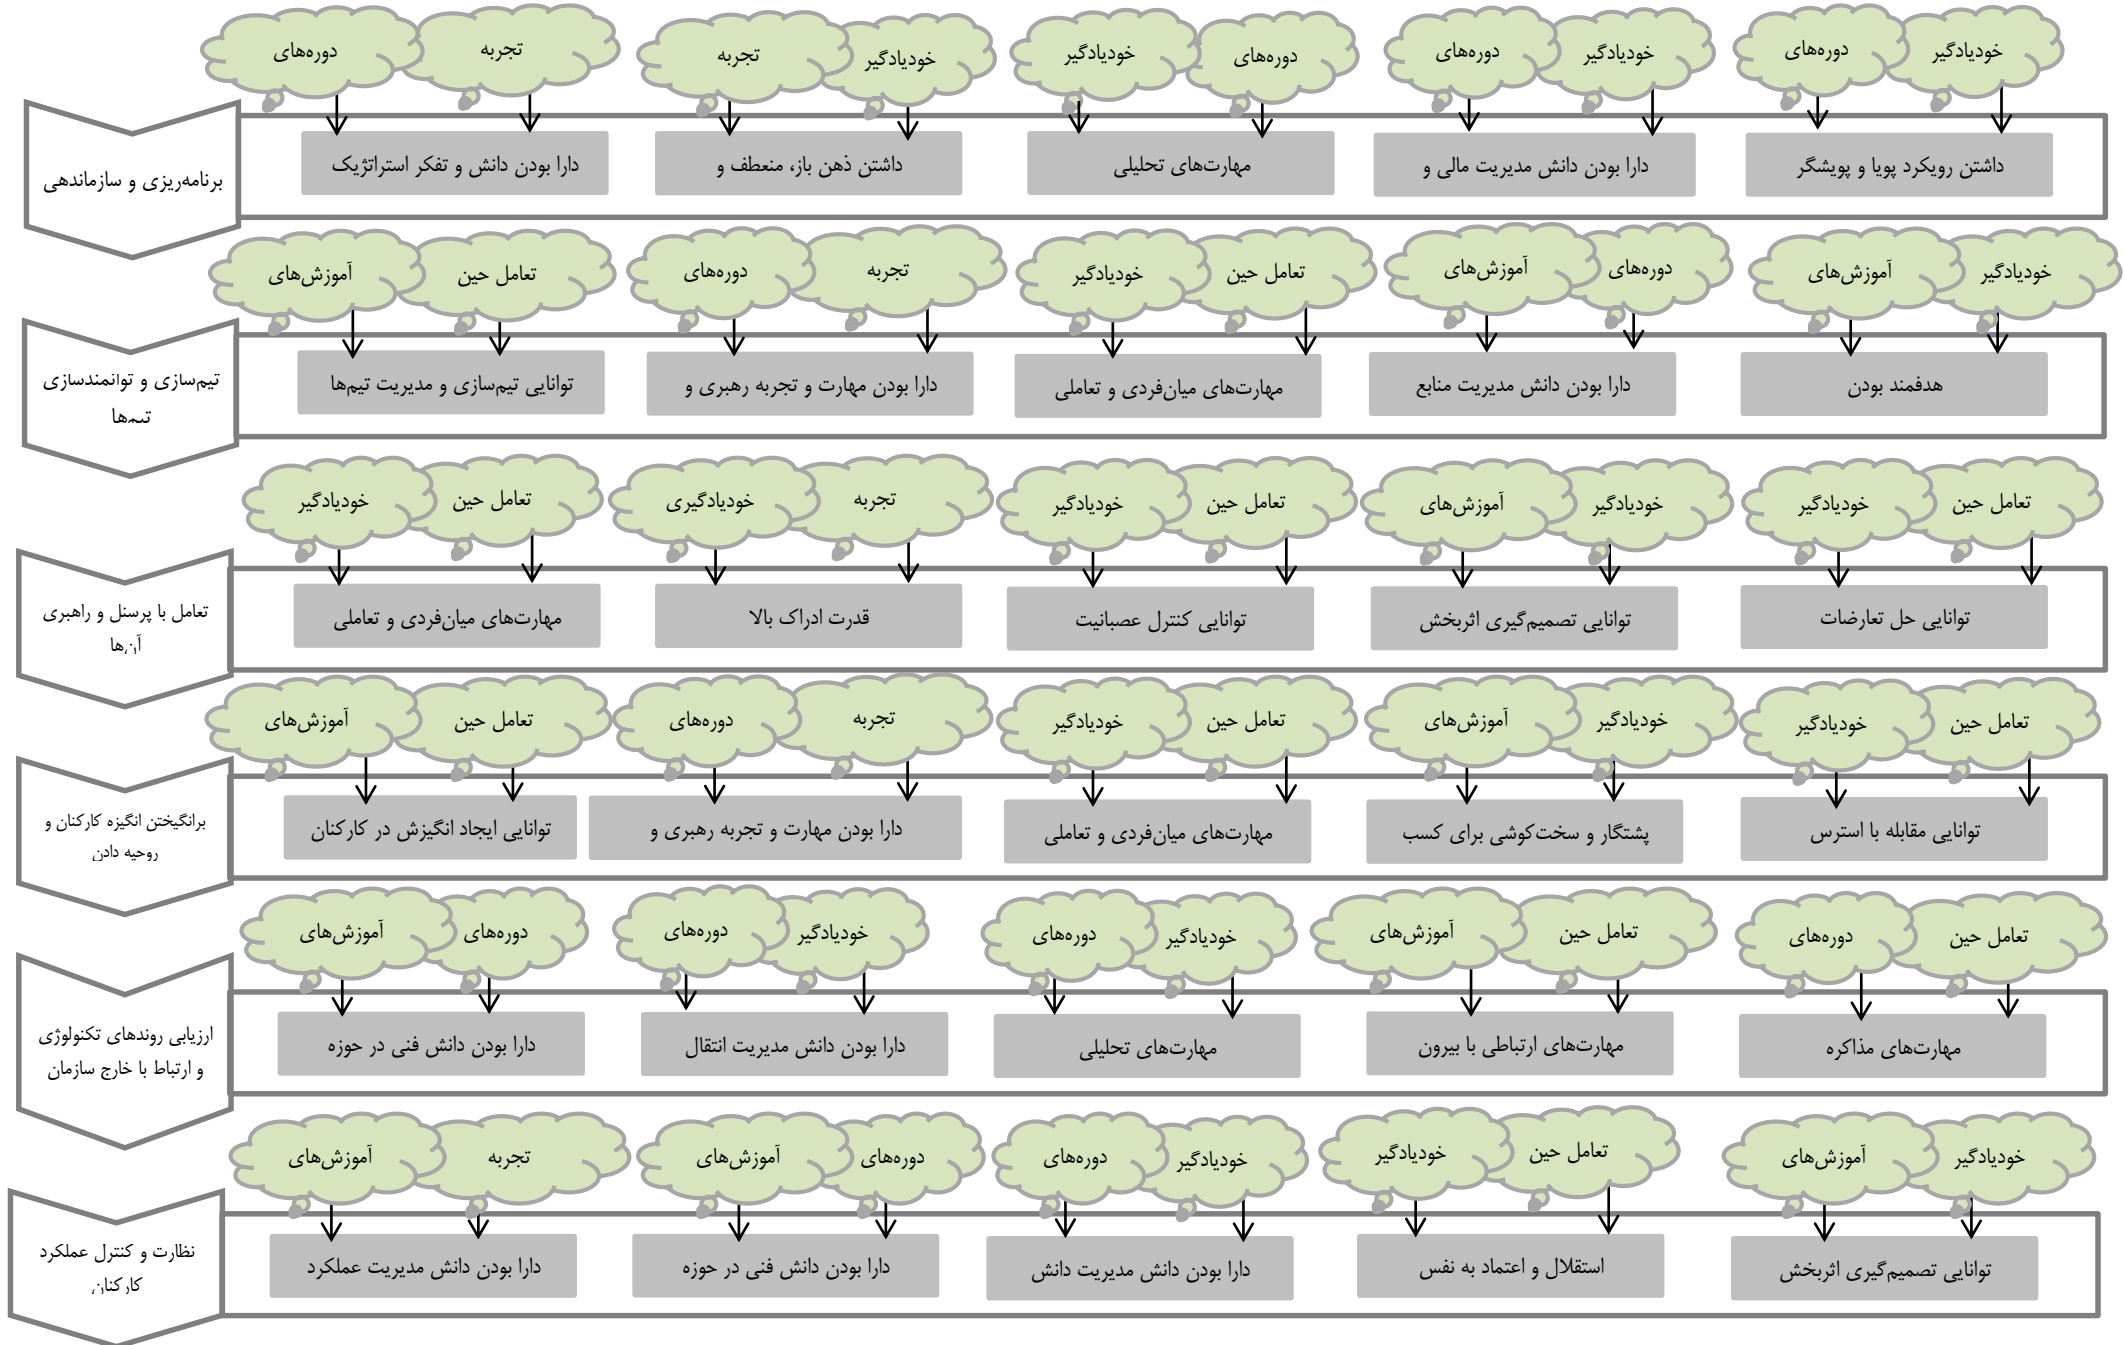 دوره‌های
تجربه
تجربه
خودیادگیر
خودیادگیر
دوره‌های
دوره‌های
خودیادگیر
دوره‌های
خودیادگیر
برنامه‌ریزی و سازماندهی
دارا بودن دانش و تفکر استراتژیک
داشتن ذهن باز، منعطف و
مهارت‌های تحلیلی
دارا بودن دانش مدیریت مالی و
داشتن رویکرد پویا و پویشگر
آموزش‌های
تعامل حین
دوره‌های
تجربه
خودیادگیر
تعامل حین
آموزش‌های
دوره‌های
آموزش‌های
خودیادگیر
تیم‌سازی و توانمندسازی
تیم‌ها
توانایی تیم‌سازی و مدیریت تیم‌ها
دارا بودن مهارت و تجربه رهبری و
مهارت‌های میان‌فردی و تعاملی
دارا بودن دانش مدیریت منابع
هدفمند بودن
خودیادگیر
تعامل حین
خودیادگیری
تجربه
خودیادگیر
تعامل حین
آموزش‌های
خودیادگیر
خودیادگیر
تعامل حین
تعامل با پرسنل و راهبری
آن‌ها
مهارت‌های میان‌فردی و تعاملی
قدرت ادراک بالا
توانایی کنترل عصبانیت
توانایی تصمیم‌گیری اثربخش
توانایی حل تعارضات
آموزش‌های
تعامل حین
دوره‌های
تجربه
خودیادگیر
تعامل حین
آموزش‌های
خودیادگیر
خودیادگیر
تعامل حین
برانگیختن انگیزه کارکنان و
روحیه دادن
توانایی ایجاد انگیزش در کارکنان
دارا بودن مهارت و تجربه رهبری و
مهارت‌های میان‌فردی و تعاملی
پشتگار و سخت‌کوشی برای کسب
توانایی مقابله با استرس
آموزش‌های
دوره‌های
دوره‌های
خودیادگیر
دوره‌های
خودیادگیر
آموزش‌های
تعامل حین
دوره‌های
تعامل حین
ارزیابی روندهای تکنولوژی
و ارتباط با خارج سازمان
دارا بودن دانش فنی در حوزه
دارا بودن دانش مدیریت انتقال
مهارت‌های تحلیلی
مهارت‌های ارتباطی با بیرون
مهارت‌های مذاکره
آموزش‌های
تجربه
آموزش‌های
دوره‌های
دوره‌های
خودیادگیر
خودیادگیر
تعامل حین
آموزش‌های
خودیادگیر
نظارت و کنترل عملکرد
کارکنان
دارا بودن دانش مدیریت عملکرد
دارا بودن دانش فنی در حوزه
دارا بودن دانش مدیریت دانش
استقلال و اعتماد به نفس
توانایی تصمیم‌گیری اثربخش